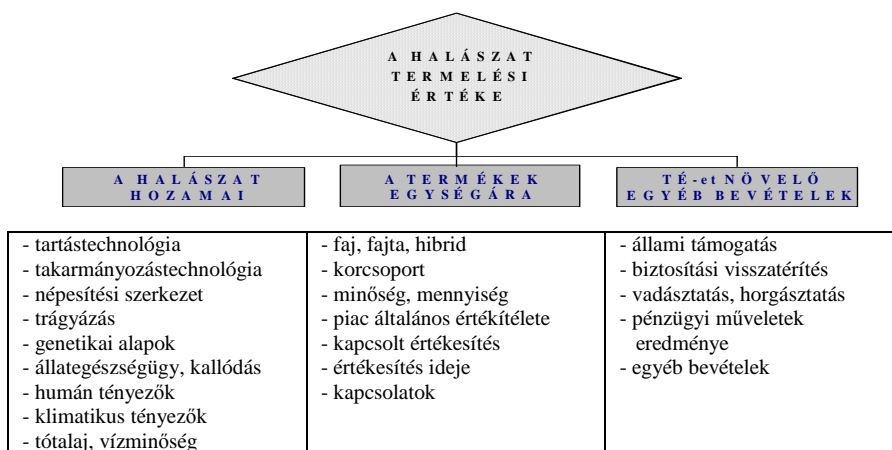 A HALÁSZAT
TERMELÉSI
ÉRTÉKE
A HALÁSZAT
HOZAMAI
A TERMÉKEK
EGYSÉGÁRA
TÉ-et NÖVELŐ
EGYÉB BEVÉTELEK
- tartástechnológia
- takarmányozástechnológia
- népesítési szerkezet
- trágyázás
- genetikai alapok
- állategészségügy, kallódás
- humán tényezők
- klimatikus tényezők
- tótalaj, vízminőség
- faj, fajta, hibrid
- korcsoport
- minőség, mennyiség
- piac általános értékítélete
- kapcsolt értékesítés
- értékesítés ideje
- kapcsolatok
- állami támogatás
- biztosítási visszatérítés
- vadásztatás, horgásztatás
- pénzügyi műveletek
eredménye
- egyéb bevételek